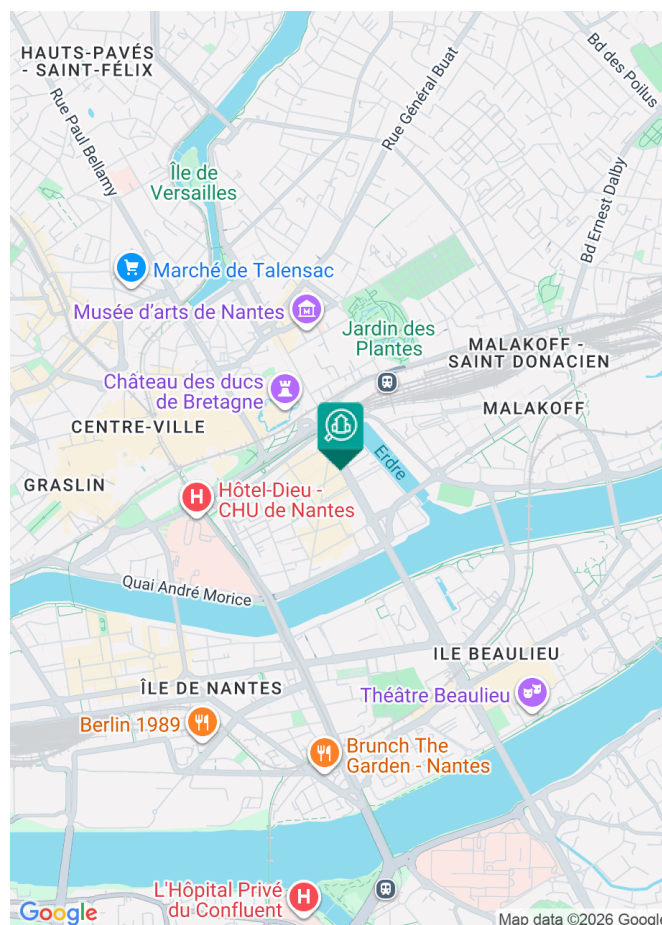 HAUTS-PAVÉS
- SAINT-FÉLIX
Bd des Poilus
Rue Général Buat
Rue Paul Bellamy
Île de
Versailles
Bd Ernest Dalby
Marché de Talensac
Musée d'arts de Nantes
Jardin des
Plantes
MALAKOFF -
SAINT DONACIEN
Château des ducs
de Bretagne
MALAKOFF
CENTRE-VILLE
Erdre
GRASLIN
Hôtel-Dieu -
CHU de Nantes
Quai André Morice
ILE BEAULIEU
ÎLE DE NANTES
Théâtre Beaulieu
Berlin 1989
Brunch The
Garden - Nantes
L'Hôpital Privé
du Confluent
Google
Map data ©2026 Google